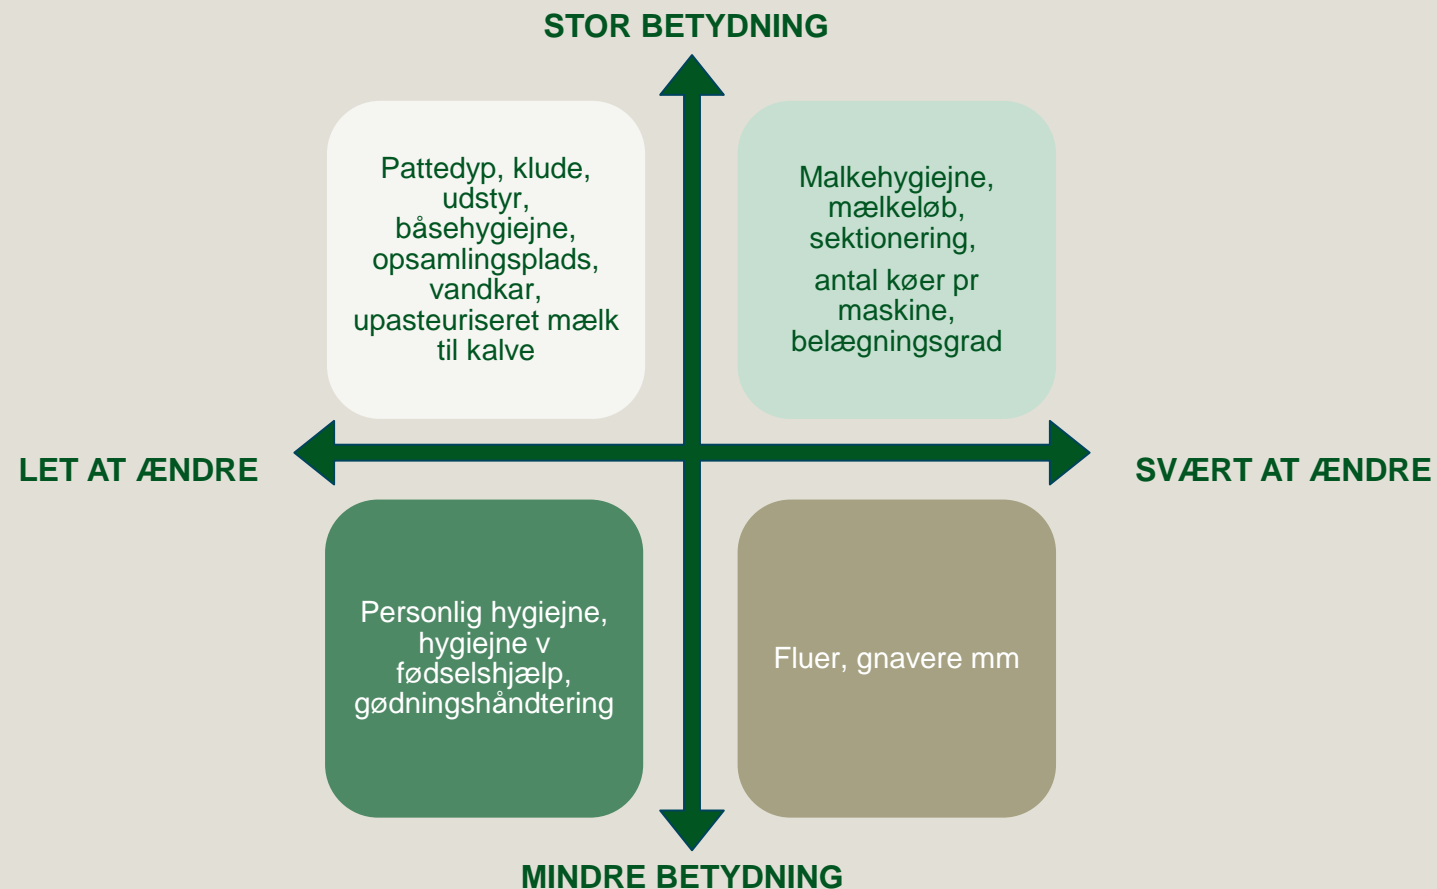 STOR BETYDNING
Pattedyp, klude,
udstyr,
båsehygiejne,
opsamlingsplads,
vandkar,
upasteuriseret mælk
til kalve
Malkehygiejne,
mælkeløb,
sektionering,
antal køer pr
maskine,
belægningsgrad
LET AT ÆNDRE
SVÆRT AT ÆNDRE
Personlig hygiejne,
hygiejne v
fødselshjælp,
gødningshåndtering
Fluer, gnavere mm
MINDRE BETYDNING